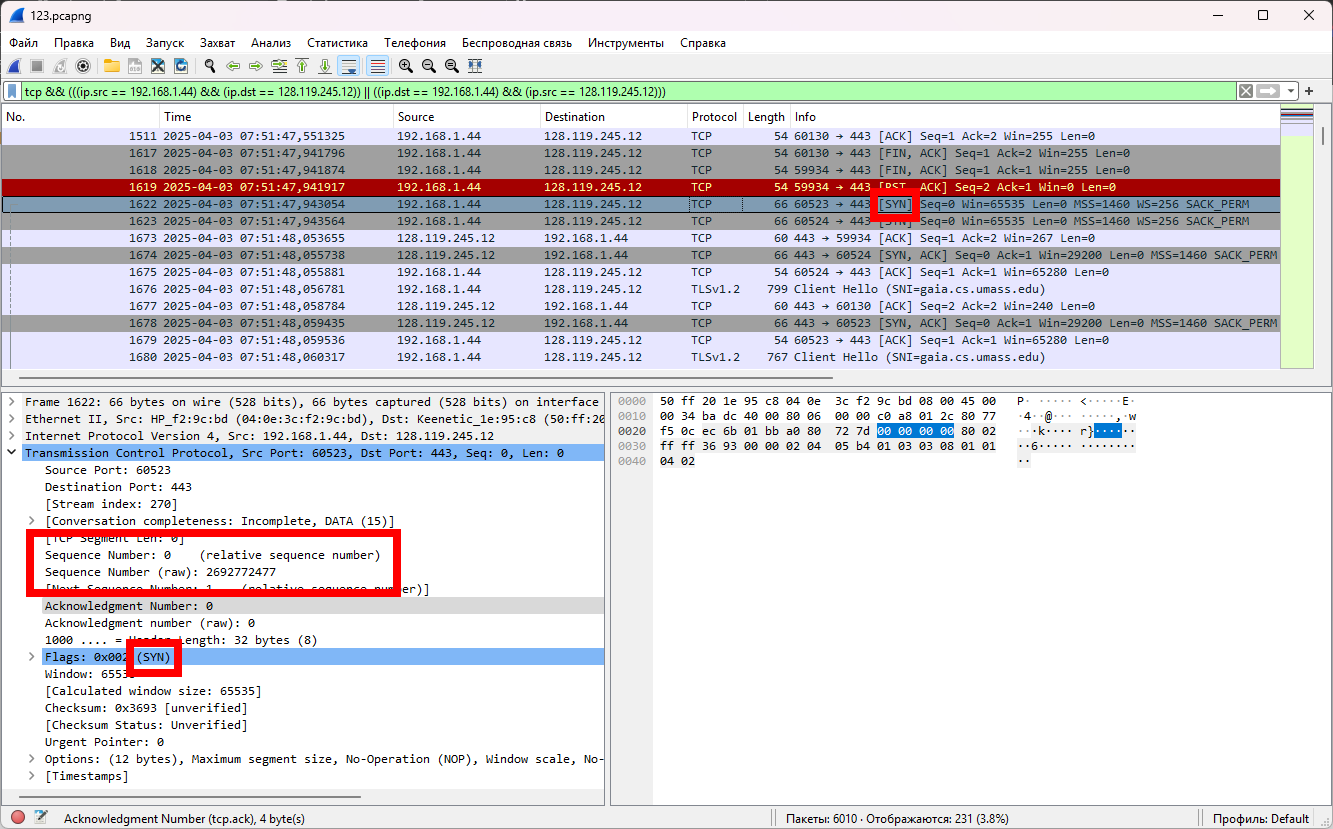 123.pcapng
Файл Правка Вид Запуск Захват Анализ Статистика Телефония Беспроводная связь Инструменты Справка
tcp && (((ip.src == 192.168.1.44) && (ip.dst == 128.119.245.12)) || ((ip.dst == 192.168.1.44) && (ip.src == 128.119.245.12)))
No. Time Source Destination Protocol Length Info
1511 2025-04-03 07:51:47,551325 192.168.1.44 128.119.245.12 TCP 54 60130 → 443 [ACK] Seq=1 Ack=2 Win=255 Len=0
1617 2025-04-03 07:51:47,941796 192.168.1.44 128.119.245.12 TCP 54 60130 → 443 [FIN, ACK] Seq=1 Ack=2 Win=255 Len=0
1618 2025-04-03 07:51:47,941874 192.168.1.44 128.119.245.12 TCP 54 59934 → 443 [FIN, ACK] Seq=1 Ack=1 Win=255 Len=0
1619 2025-04-03 07:51:47,941917 192.168.1.44 128.119.245.12 TCP 54 59934 → 443 [RST, ACK] Seq=2 Ack=1 Win=0 Len=0
1622 2025-04-03 07:51:47,943054 192.168.1.44 128.119.245.12 TCP 66 60523 → 443 [SYN] Seq=0 Win=65535 Len=0 MSS=1460 WS=256 SACK_PERM
1623 2025-04-03 07:51:47,943564 192.168.1.44 128.119.245.12 TCP 66 60524 → 443 [SYN] Seq=0 Win=65535 Len=0 MSS=1460 WS=256 SACK_PERM
1673 2025-04-03 07:51:48,053655 128.119.245.12 192.168.1.44 TCP 60 443 → 59934 [ACK] Seq=1 Ack=2 Win=267 Len=0
1674 2025-04-03 07:51:48,055738 128.119.245.12 192.168.1.44 TCP 66 443 → 60524 [SYN, ACK] Seq=0 Ack=1 Win=29200 Len=0 MSS=1460 SACK_PERM
1675 2025-04-03 07:51:48,055881 192.168.1.44 128.119.245.12 TCP 54 60524 → 443 [ACK] Seq=1 Ack=1 Win=65280 Len=0
1676 2025-04-03 07:51:48,056781 192.168.1.44 128.119.245.12 TLSv1.2 799 Client Hello (SNI=gaia.cs.umass.edu)
1677 2025-04-03 07:51:48,058784 128.119.245.12 192.168.1.44 TCP 60 443 → 60130 [ACK] Seq=2 Ack=2 Win=240 Len=0
1678 2025-04-03 07:51:48,059435 128.119.245.12 192.168.1.44 TCP 66 443 → 60523 [SYN, ACK] Seq=0 Ack=1 Win=29200 Len=0 MSS=1460 SACK_PERM
1679 2025-04-03 07:51:48,059536 192.168.1.44 128.119.245.12 TCP 54 60523 → 443 [ACK] Seq=1 Ack=1 Win=65280 Len=0
1680 2025-04-03 07:51:48,060317 192.168.1.44 128.119.245.12 TLSv1.2 767 Client Hello (SNI=gaia.cs.umass.edu)
Frame 1622: 66 bytes on wire (528 bits), 66 bytes captured (528 bits) on interface
Ethernet II, Src: HP_f2:9c:bd (04:0e:3c:f2:9c:bd), Dst: Keenetic_1e:95:c8 (50:ff:20
Internet Protocol Version 4, Src: 192.168.1.44, Dst: 128.119.245.12
Transmission Control Protocol, Src Port: 60523, Dst Port: 443, Seq: 0, Len: 0
Source Port: 60523
Destination Port: 443
[Stream index: 270]
[Conversation completeness: Incomplete, DATA (15)]
[TCP Segment Len: 0]
Sequence Number: 0 (relative sequence number)
Sequence Number (raw): 2692772477
[Next Sequence Number: 1 (relative sequence number)]
Acknowledgment Number: 0
Acknowledgment number (raw): 0
1000 .... = Header Length: 32 bytes (8)
Flags: 0x002 (SYN)
Window: 65535
[Calculated window size: 65535]
Checksum: 0x3693 [unverified]
[Checksum Status: Unverified]
Urgent Pointer: 0
Options: (12 bytes), Maximum segment size, No-Operation (NOP), Window scale, No-
[Timestamps]
0000 50 ff 20 1e 95 c8 04 0e 3c f2 9c bd 08 00 45 00 P· ····· <·····E·
0010 00 34 ba dc 40 00 80 06 00 00 c0 a8 01 2c 80 77 ·4··@··· ·····,·w
0020 f5 0c ec 6b 01 bb a0 80 72 7d 00 00 00 00 80 02 ···k···· r}······
0030 ff ff 36 93 00 00 02 04 05 b4 01 03 03 08 01 01 ··6····· ········
0040 04 02 ··
Acknowledgment Number (tcp.ack), 4 byte(s)
Пакеты: 6010 · Отображаются: 231 (3.8%)
Профиль: Default